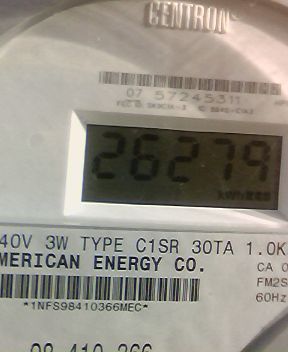 CENTRON
07 57245311
26279
40V 3W TYPE C1SR 30TA 1.0K
MERICAN ENERGY CO.
CA 0
FM2S
60Hz
*1NFS98410366MEC*
98 410 366